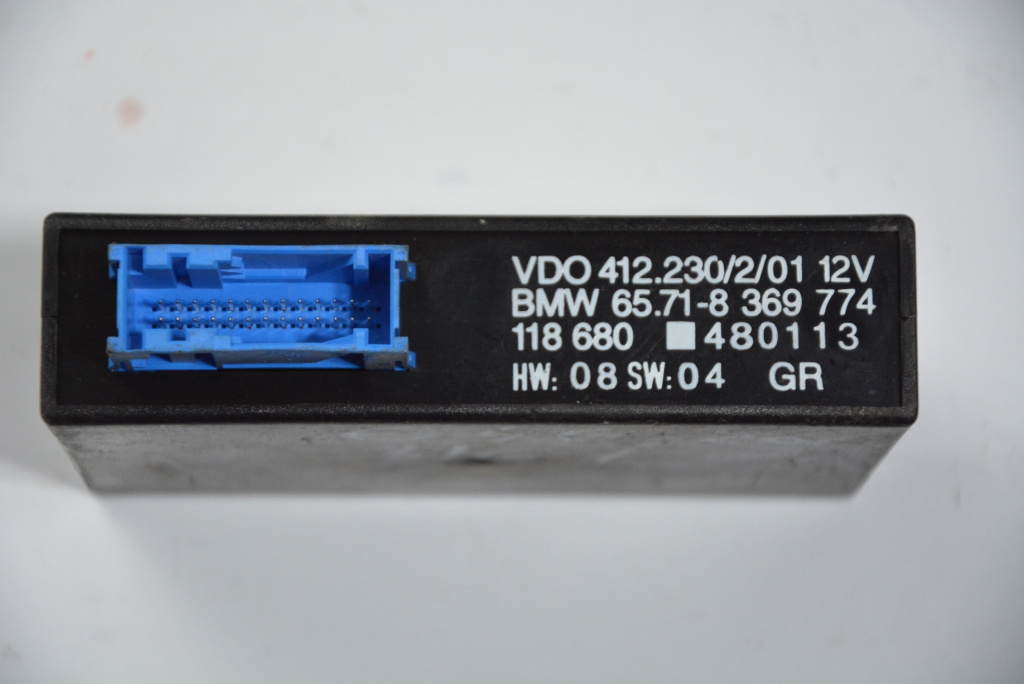 VDO 412.230/2/01 12V
BMW 65.71-8 369 774
118 680 480113
HW: 08 SW: 04 GR